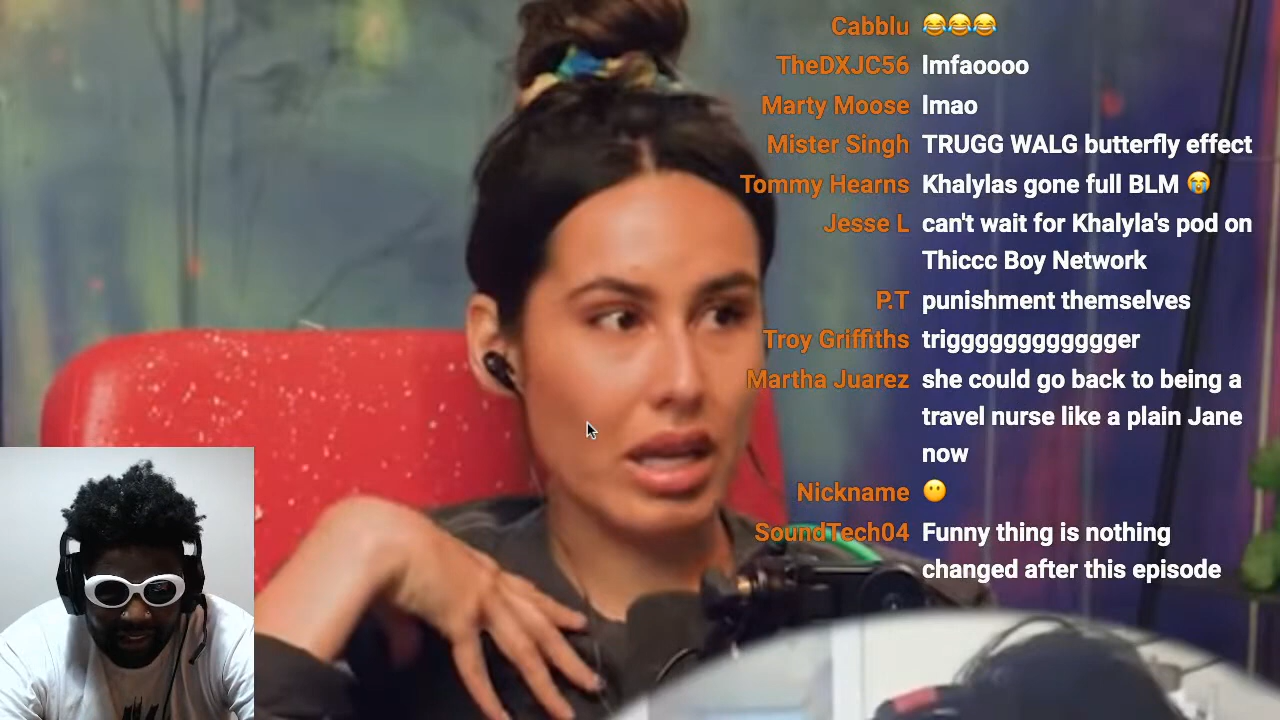 Cabblu 😂😂😂
TheDXJC56 lmfaoooo
Marty Moose lmao
Mister Singh TRUGG WALG butterfly effect
Tommy Hearns Khalylas gone full BLM 😭
Jesse L can't wait for Khalyla's pod on
Thiccc Boy Network
P.T punishment themselves
Troy Griffiths trigggggggggggger
Martha Juarez she could go back to being a
travel nurse like a plain Jane
now
Nickname 😶
SoundTech04 Funny thing is nothing
changed after this episode